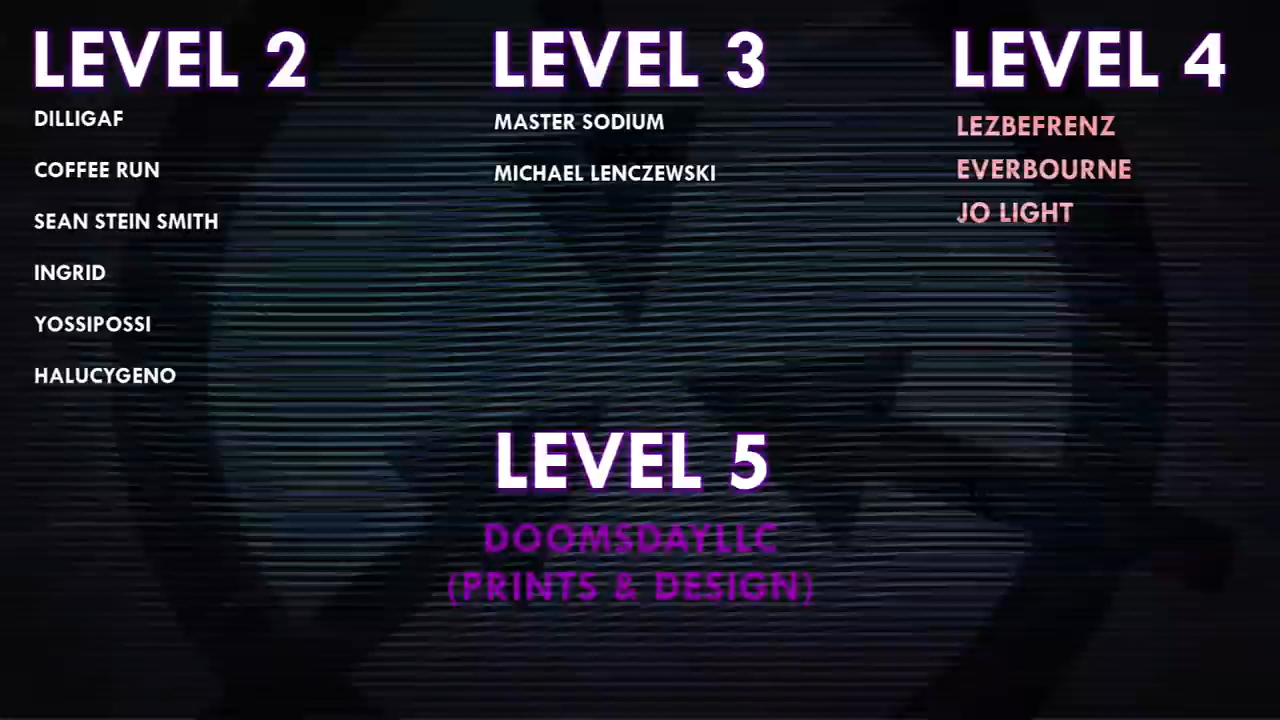 LEVEL 2
DILLIGAF
COFFEE RUN
SEAN STEIN SMITH
INGRID
YOSSIPOSSI
HALUCYGENO
LEVEL 3
MASTER SODIUM
MICHAEL LENCZEWSKI
LEVEL 4
LEZBEFRENZ
EVERBOURNE
JO LIGHT
LEVEL 5
DOOMSDAYLLC
(PRINTS & DESIGN)